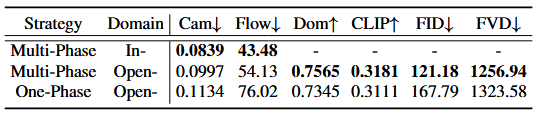 Strategy Domain Cam↓ Flow↓ Dom↑ CLIP↑ FID↓ FVD↓
Multi-Phase In- 0.0839 43.48 - - - -
Multi-Phase Open- 0.0997 54.13 0.7565 0.3181 121.18 1256.94
One-Phase Open- 0.1134 76.02 0.7345 0.3111 167.79 1323.58